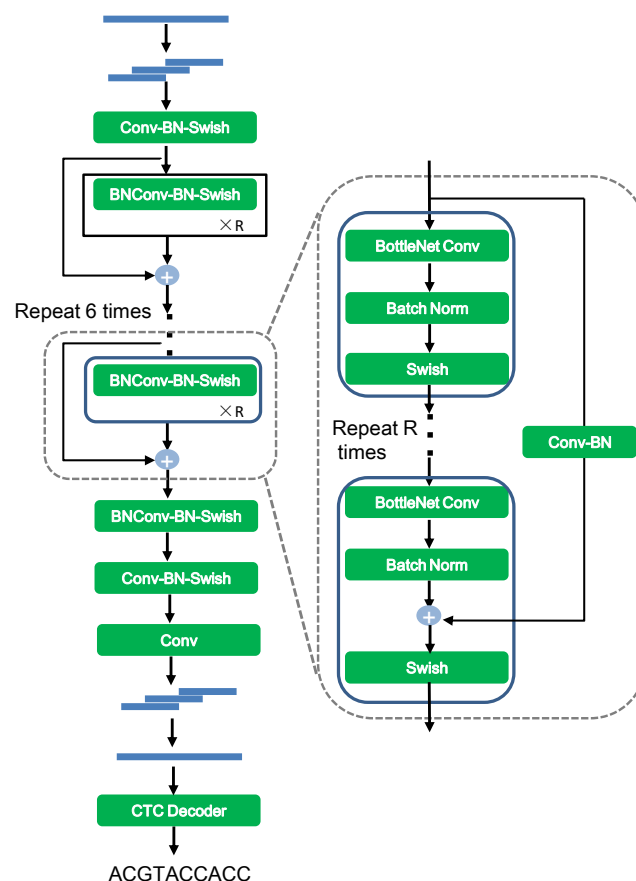 Conv-BN-Swish
BNConv-BN-Swish
×R
+
Repeat 6 times
BNConv-BN-Swish
×R
+
BNConv-BN-Swish
Conv-BN-Swish
Conv
CTC Decoder
ACGTACCACC
BottleNet Conv
Batch Norm
Swish
Repeat R
times
Conv-BN
BottleNet Conv
Batch Norm
+
Swish